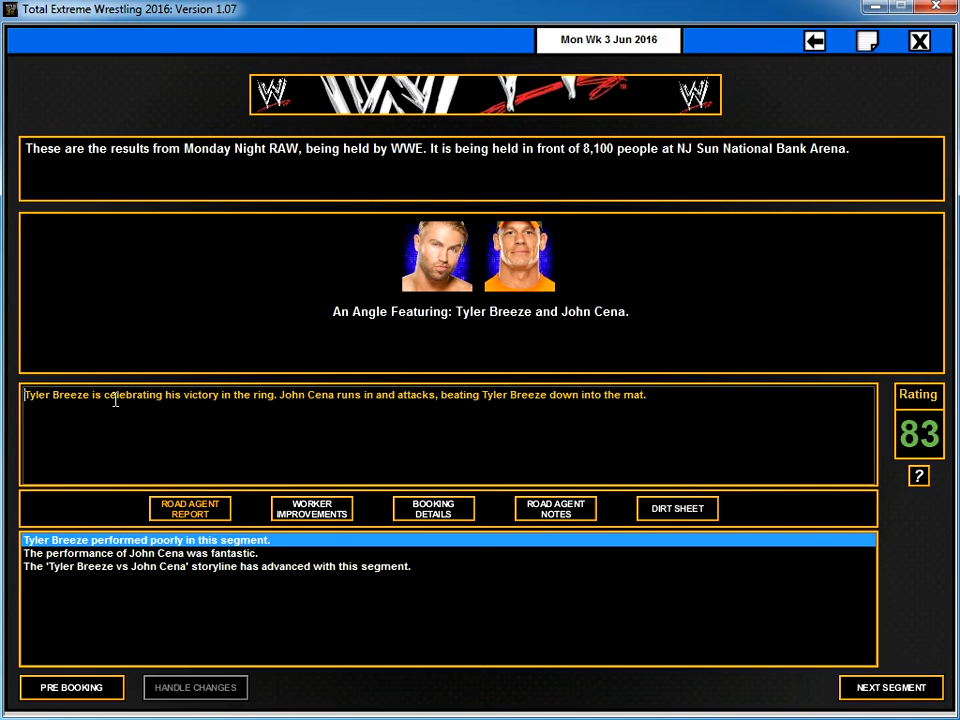 Total Extreme Wrestling 2016: Version 1.07
Mon Wk 3 Jun 2016
These are the results from Monday Night RAW, being held by WWE. It is being held in front of 8,100 people at NJ Sun National Bank Arena.
An Angle Featuring: Tyler Breeze and John Cena.
Tyler Breeze is celebrating his victory in the ring. John Cena runs in and attacks, beating Tyler Breeze down into the mat.
Rating
83
?
ROAD AGENT REPORT
WORKER IMPROVEMENTS
BOOKING DETAILS
ROAD AGENT NOTES
DIRT SHEET
Tyler Breeze performed poorly in this segment.
The performance of John Cena was fantastic.
The 'Tyler Breeze vs John Cena' storyline has advanced with this segment.
PRE BOOKING
HANDLE CHANGES
NEXT SEGMENT